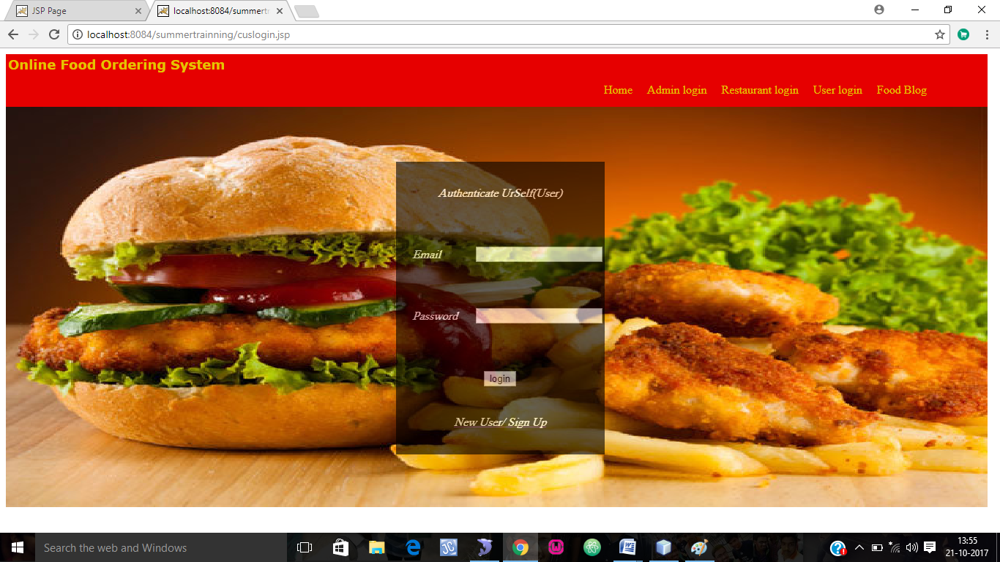 JSP Page
localhost:8084/summertr
localhost:8084/summertrainning/cuslogin.jsp
Online Food Ordering System
Home Admin login Restaurant login User login Food Blog
Authenticate UrSelf(User)
Email
Password
login
New User/ Sign Up
Search the web and Windows
13:55
21-10-2017